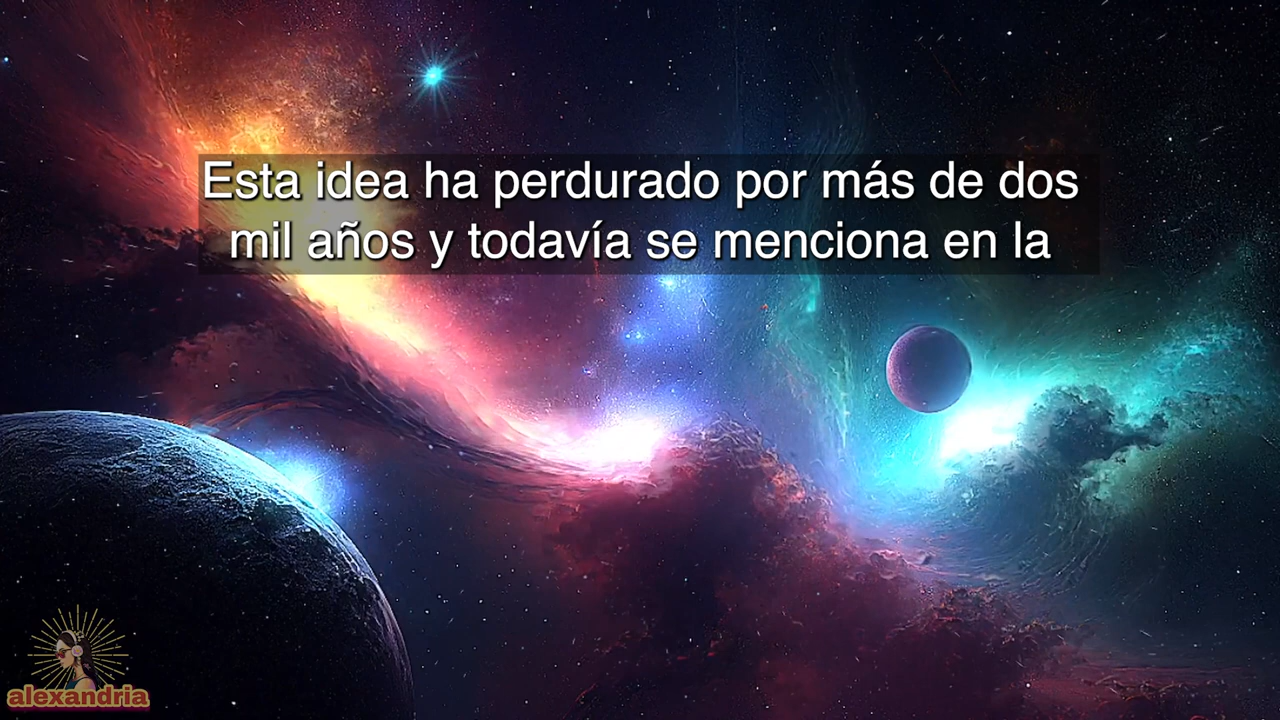 Esta idea ha perdurado por más de dos
mil años y todavía se menciona en la
alexandria